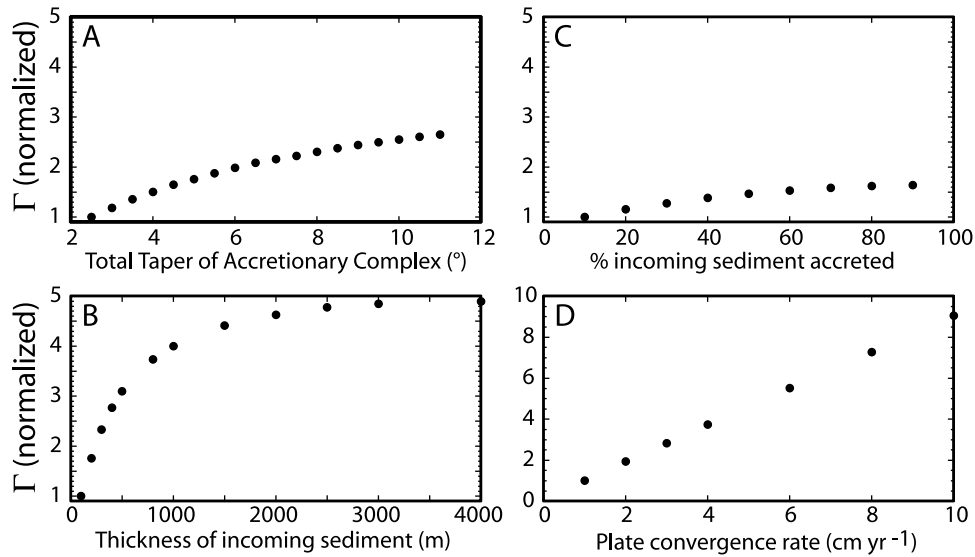 A
Γ (normalized)
5
4
3
2
1
2 4 6 8 10 12
Total Taper of Accretionary Complex (°)
C
5
4
3
2
1
0 20 40 60 80 100
% incoming sediment accreted
B
Γ (normalized)
5
4
3
2
1
0 1000 2000 3000 4000
Thickness of incoming sediment (m)
D
10
8
6
4
2
0
0 2 4 6 8 10
Plate convergence rate (cm yr -1)